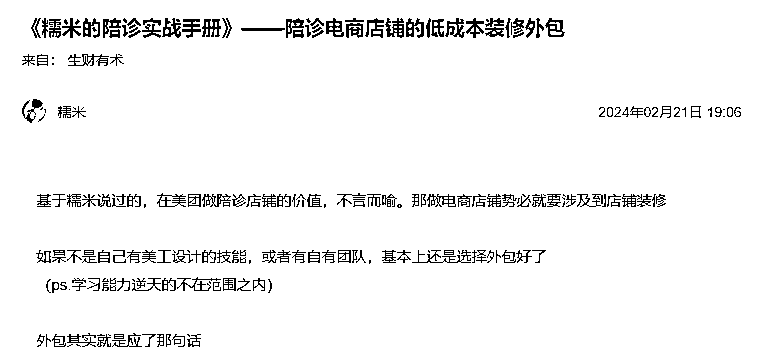 《糯米的陪诊实战手册》——陪诊电商店铺的低成本装修外包
来自： 生财有术
糯米
2024年02月21日 19:06
基于糯米说过的，在美团做陪诊店铺的价值，不言而喻。那做电商店铺势必就要涉及到店铺装修
如果不是自己有美工设计的技能，或者有自有团队，基本上还是选择外包好了
（ps.学习能力逆天的不在范围之内）
外包其实就是应了那句话